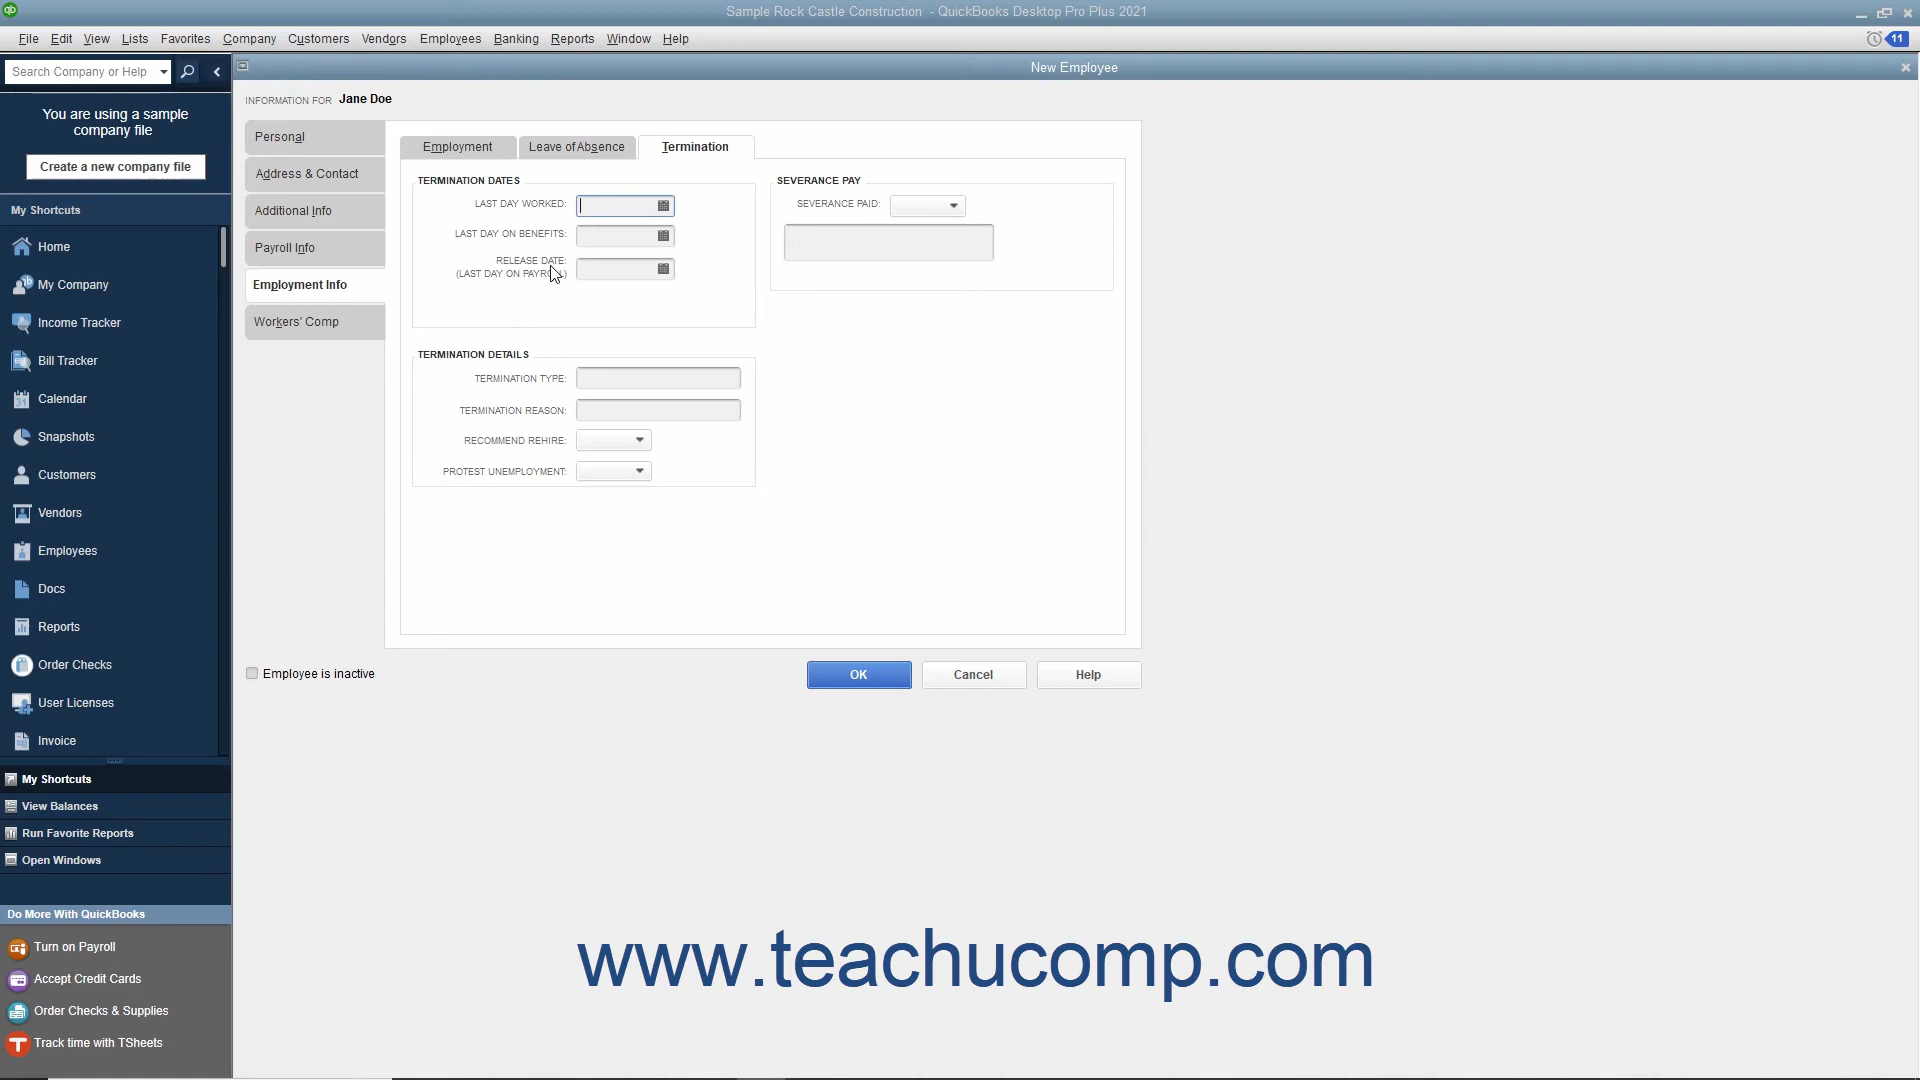 Sample Rock Castle Construction - QuickBooks Desktop Pro Plus 2021
File Edit View Lists Favorites Company Customers Vendors Employees Banking Reports Window Help
11
Search Company or Help
New Employee
You are using a sample
company file
Create a new company file
My Shortcuts
Home
My Company
Income Tracker
Bill Tracker
Calendar
Snapshots
Customers
Vendors
Employees
Docs
Reports
Order Checks
User Licenses
Invoice
My Shortcuts
View Balances
Run Favorite Reports
Open Windows
Do More With QuickBooks
Turn on Payroll
Accept Credit Cards
Order Checks & Supplies
Track time with TSheets
INFORMATION FOR Jane Doe
Personal
Address & Contact
Additional Info
Payroll Info
Employment Info
Workers' Comp
Employment Leave of Absence Termination
TERMINATION DATES
LAST DAY WORKED:
LAST DAY ON BENEFITS:
RELEASE DATE:
(LAST DAY ON PAYROLL)
SEVERANCE PAY
SEVERANCE PAID:
TERMINATION DETAILS
TERMINATION TYPE:
TERMINATION REASON:
RECOMMEND REHIRE:
PROTEST UNEMPLOYMENT:
Employee is inactive
OK Cancel Help
www.teachucomp.com